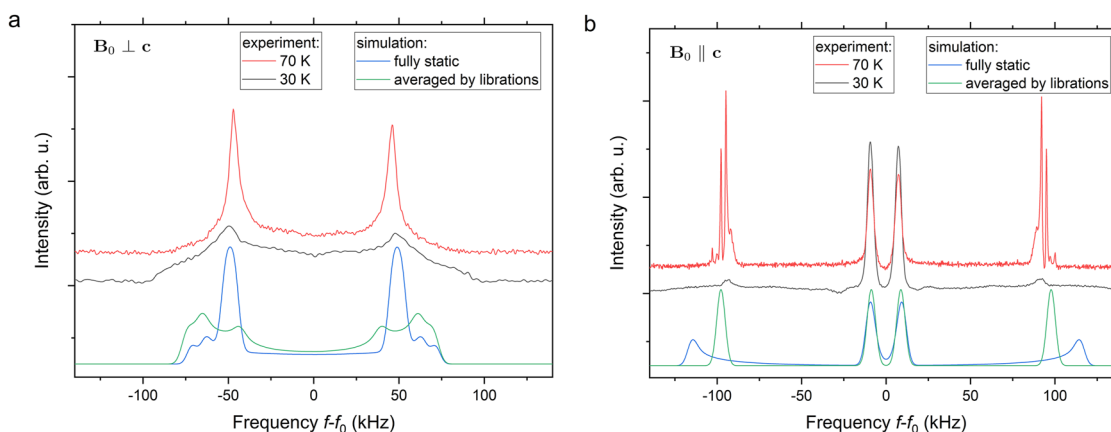 a
B₀ ⊥ c
experiment:
70 K
30 K
simulation:
fully static
averaged by librations
Intensity (arb. u.)
-100
-50
0
50
100
Frequency f-f₀ (kHz)
b
B₀ ∥ c
experiment:
70 K
30 K
simulation:
fully static
averaged by librations
Intensity (arb. u.)
-100
-50
0
50
100
Frequency f-f₀ (kHz)